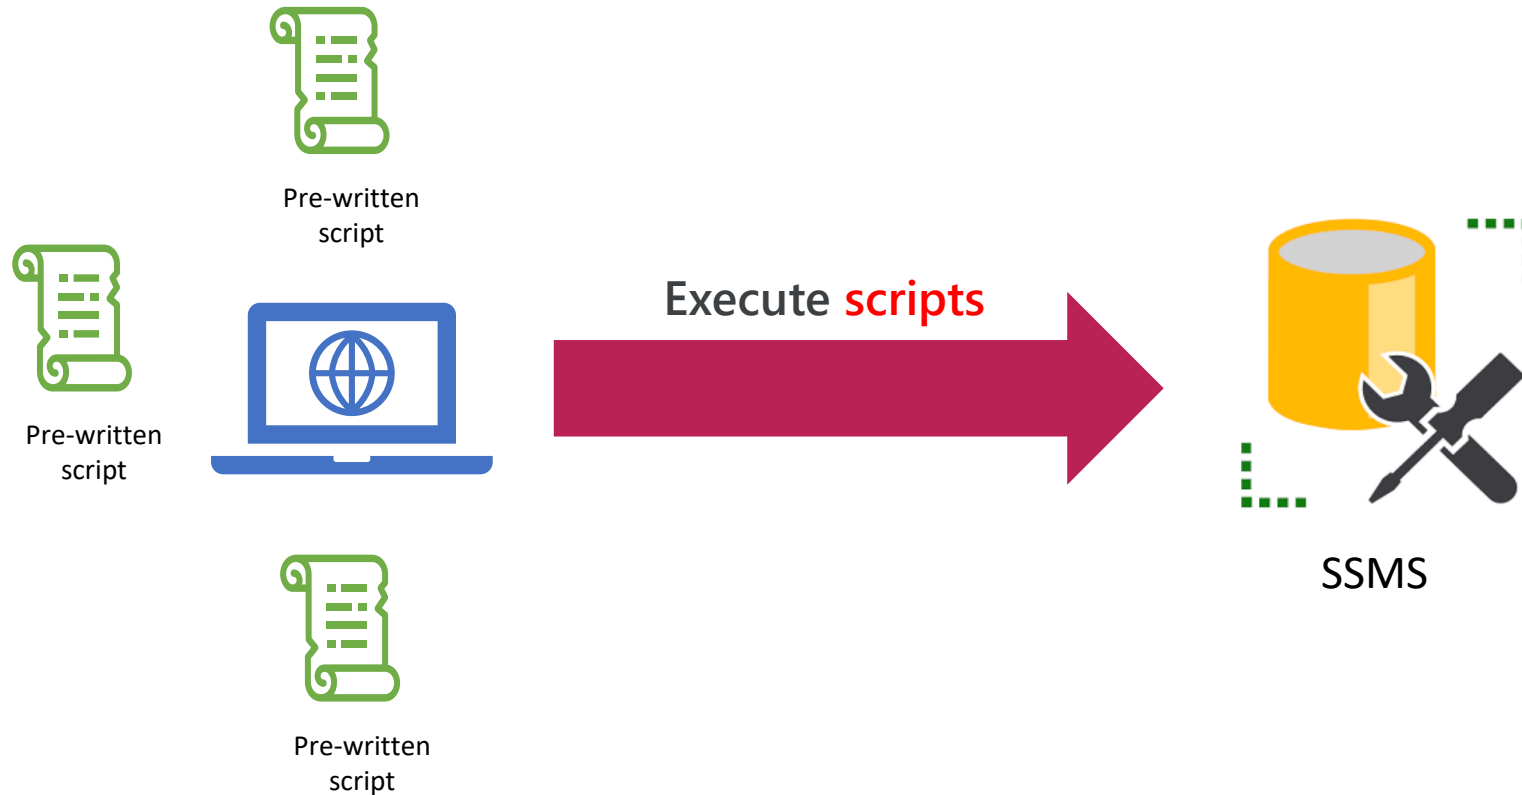 Pre-written
script
Pre-written
script
Execute scripts
SSMS
Pre-written
script